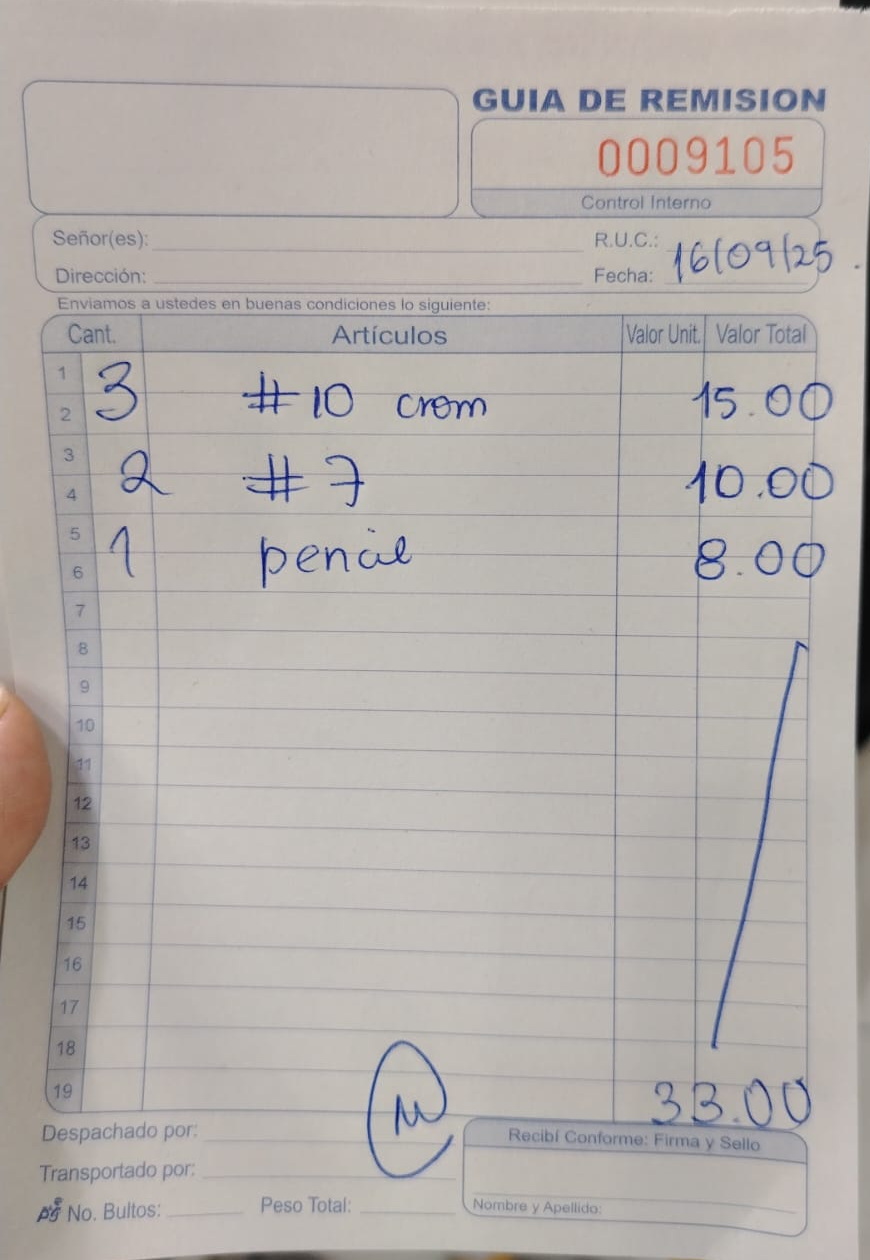 GUIA DE REMISION
0009105
Control Interno
Señor(es):
R.U.C.:
Dirección:
Fecha: 16/09/25
Enviamos a ustedes en buenas condiciones lo siguiente:
Cant. Artículos Valor Unit. Valor Total
1
3 #10 crom 15.00
2
3
2 #7 10.00
4
5
1 pencil 8.00
6
7
8
9
10
11
12
13
14
15
16
17
18
19 33.00
M
Despachado por:
Recibí Conforme: Firma y Sello
Transportado por:
No. Bultos: Peso Total:
Nombre y Apellido: